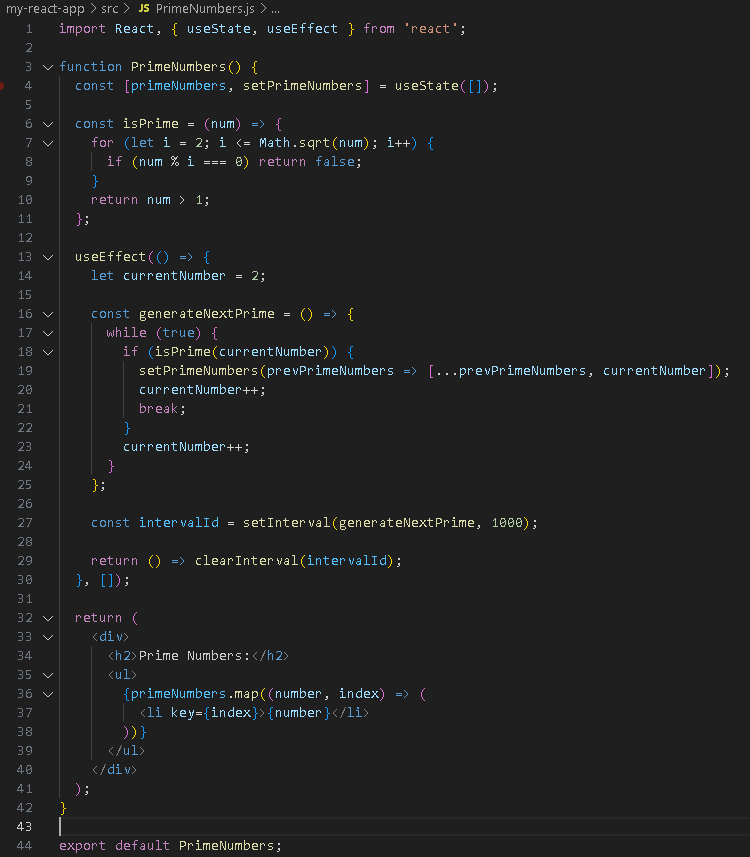 my-react-app > src > JS PrimeNumbers.js > ...
1 import React, { useState, useEffect } from 'react';
2
3 function PrimeNumbers() {
4   const [primeNumbers, setPrimeNumbers] = useState([]);
5
6   const isPrime = (num) => {
7     for (let i = 2; i <= Math.sqrt(num); i++) {
8       if (num % i === 0) return false;
9     }
10     return num > 1;
11   };
12
13   useEffect(() => {
14     let currentNumber = 2;
15
16     const generateNextPrime = () => {
17       while (true) {
18         if (isPrime(currentNumber)) {
19           setPrimeNumbers(prevPrimeNumbers => [...prevPrimeNumbers, currentNumber]);
20           currentNumber++;
21           break;
22         }
23         currentNumber++;
24       }
25     };
26
27     const intervalId = setInterval(generateNextPrime, 1000);
28
29     return () => clearInterval(intervalId);
30   }, []);
31
32   return (
33     <div>
34       <h2>Prime Numbers:</h2>
35       <ul>
36         {primeNumbers.map((number, index) => (
37           <li key={index}>{number}</li>
38         ))}
39       </ul>
40     </div>
41   );
42 }
43
44 export default PrimeNumbers;